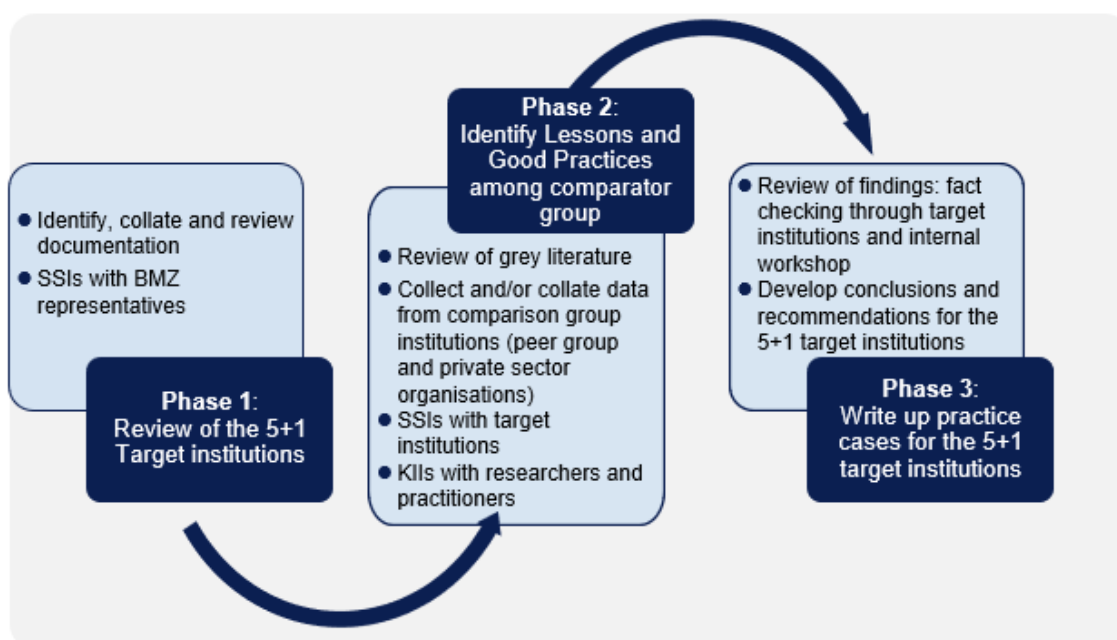 Identify, collate and review
documentation
SSIs with BMZ
representatives
Phase 1:
Review of the 5+1
Target institutions
Phase 2:
Identify Lessons and
Good Practices
among comparator
group
Review of grey literature
Collect and/or collate data
from comparison group
institutions (peer group
and private sector
organisations)
SSIs with target
institutions
KIIs with researchers and
practitioners
Review of findings: fact
checking through target
institutions and internal
workshop
Develop conclusions and
recommendations for the
5+1 target institutions
Phase 3:
Write up practice
cases for the 5+1
target institutions